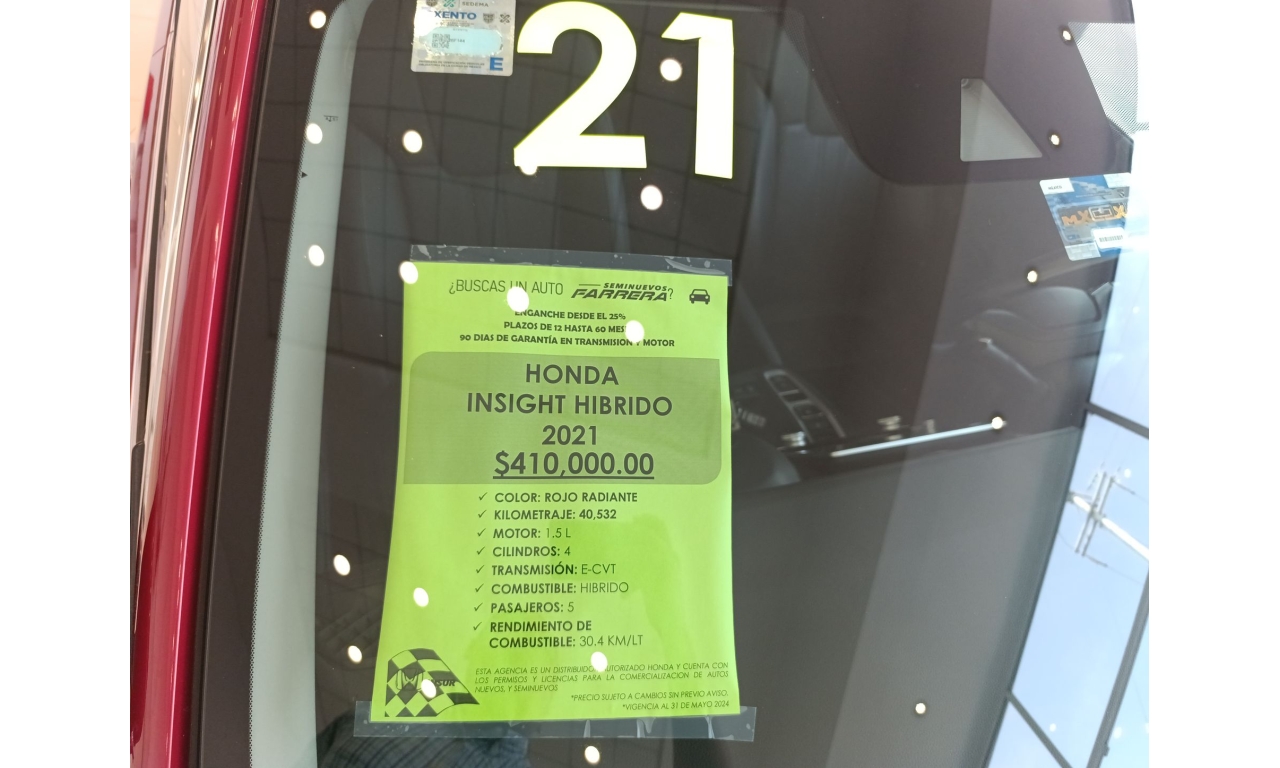 SEDEMA
EXENTO
E
21
¿BUSCAS UN AUTO SEMINUEVOS FARRERA?
ENGANCHE DESDE EL 25%
PLAZOS DE 12 HASTA 60 MESES
90 DIAS DE GARANTÍA EN TRANSMISION Y MOTOR
HONDA
INSIGHT HIBRIDO
2021
$410,000.00
✓ COLOR: ROJO RADIANTE
✓ KILOMETRAJE: 40,532
✓ MOTOR: 1.5 L
✓ CILINDROS: 4
✓ TRANSMISIÓN: E-CVT
✓ COMBUSTIBLE: HIBRIDO
✓ PASAJEROS: 5
✓ RENDIMIENTO DE
COMBUSTIBLE: 30.4 KM/LT
ESTA AGENCIA ES UN DISTRIBUIDOR AUTORIZADO HONDA Y CUENTA CON
LOS PERMISOS Y LICENCIAS PARA LA COMERCIALIZACION DE AUTOS
NUEVOS, Y SEMINUEVOS
*PRECIO SUJETO A CAMBIOS SIN PREVIO AVISO.
*VIGENCIA AL 31 DE MAYO 2024